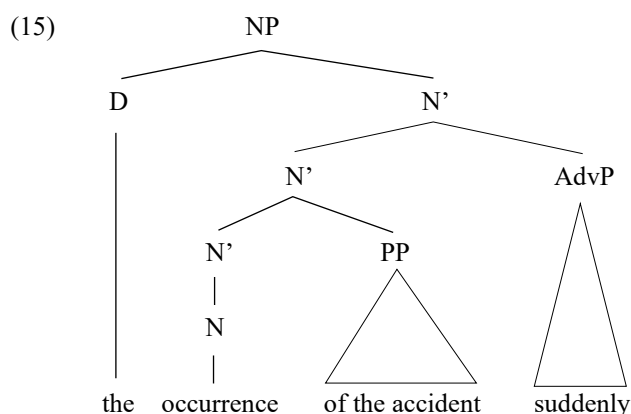 (15) NP
D N’
N’ AdvP
N’ PP
N
the occurrence of the accident suddenly